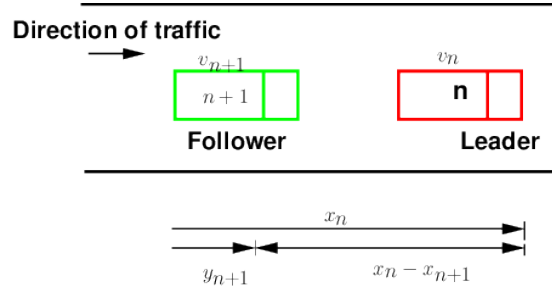 Direction of traffic
v_{n+1} v_n
n + 1 n
Follower Leader
x_n
y_{n+1} x_n − x_{n+1}